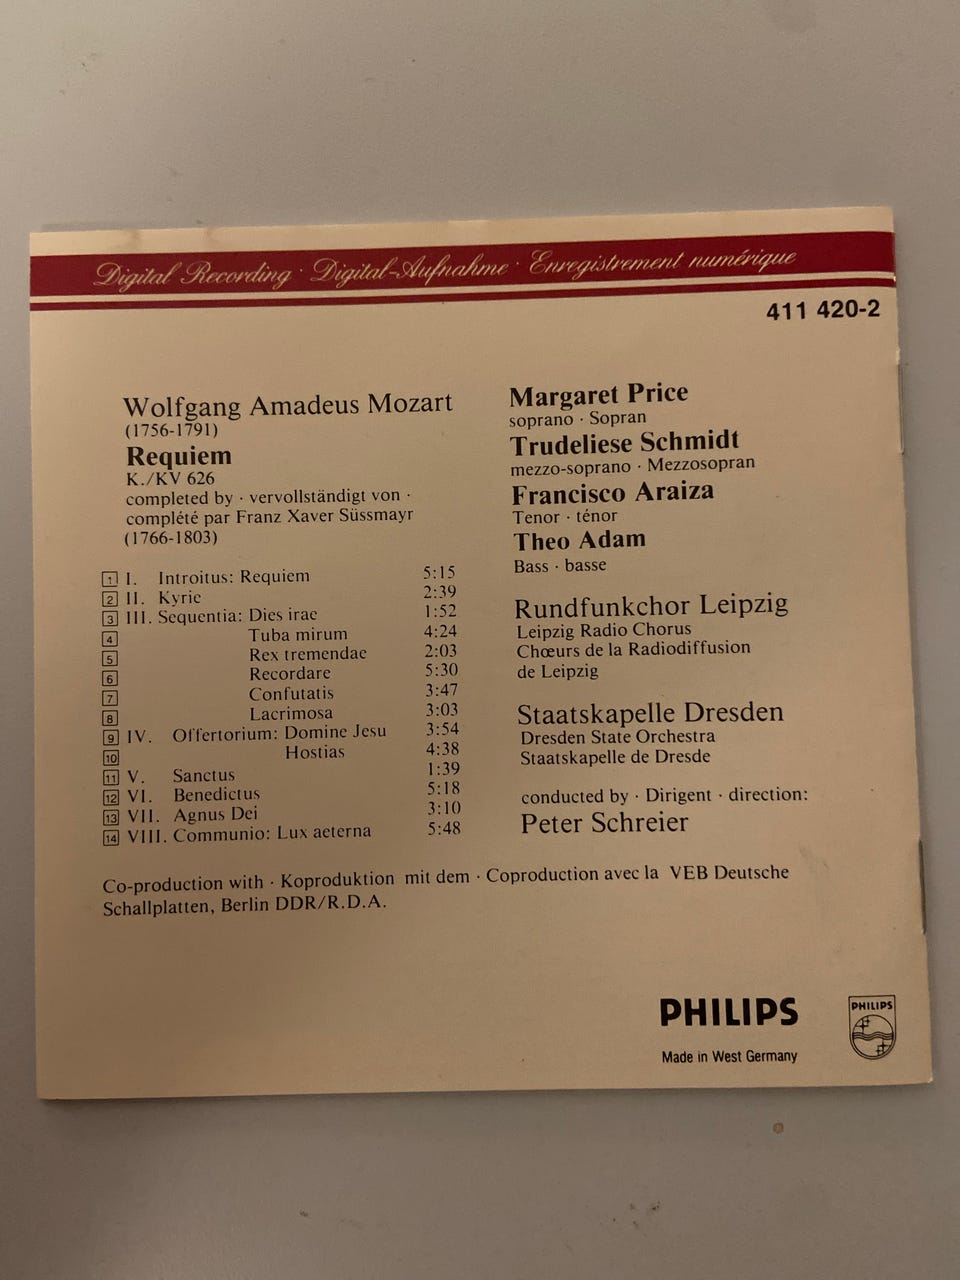 Digital Recording · Digital-Aufnahme · Enregistrement numérique
411 420-2
Wolfgang Amadeus Mozart
(1756-1791)
Requiem
K./KV 626
completed by · vervollständigt von ·
complété par Franz Xaver Süssmayr
(1766-1803)
1 I. Introitus: Requiem 5:15
2 II. Kyrie 2:39
3 III. Sequentia: Dies irae 1:52
4 Tuba mirum 4:24
5 Rex tremendae 2:03
6 Recordare 5:30
7 Confutatis 3:47
8 Lacrimosa 3:03
9 IV. Offertorium: Domine Jesu 3:54
10 Hostias 4:38
11 V. Sanctus 1:39
12 VI. Benedictus 5:18
13 VII. Agnus Dei 3:10
14 VIII. Communio: Lux aeterna 5:48
Margaret Price
soprano · Sopran
Trudeliese Schmidt
mezzo-soprano · Mezzosopran
Francisco Araiza
Tenor · ténor
Theo Adam
Bass · basse
Rundfunkchor Leipzig
Leipzig Radio Chorus
Chœurs de la Radiodiffusion
de Leipzig
Staatskapelle Dresden
Dresden State Orchestra
Staatskapelle de Dresde
conducted by · Dirigent · direction:
Peter Schreier
Co-production with · Koproduktion mit dem · Coproduction avec la VEB Deutsche
Schallplatten, Berlin DDR/R.D.A.
PHILIPS
Made in West Germany
PHILIPS